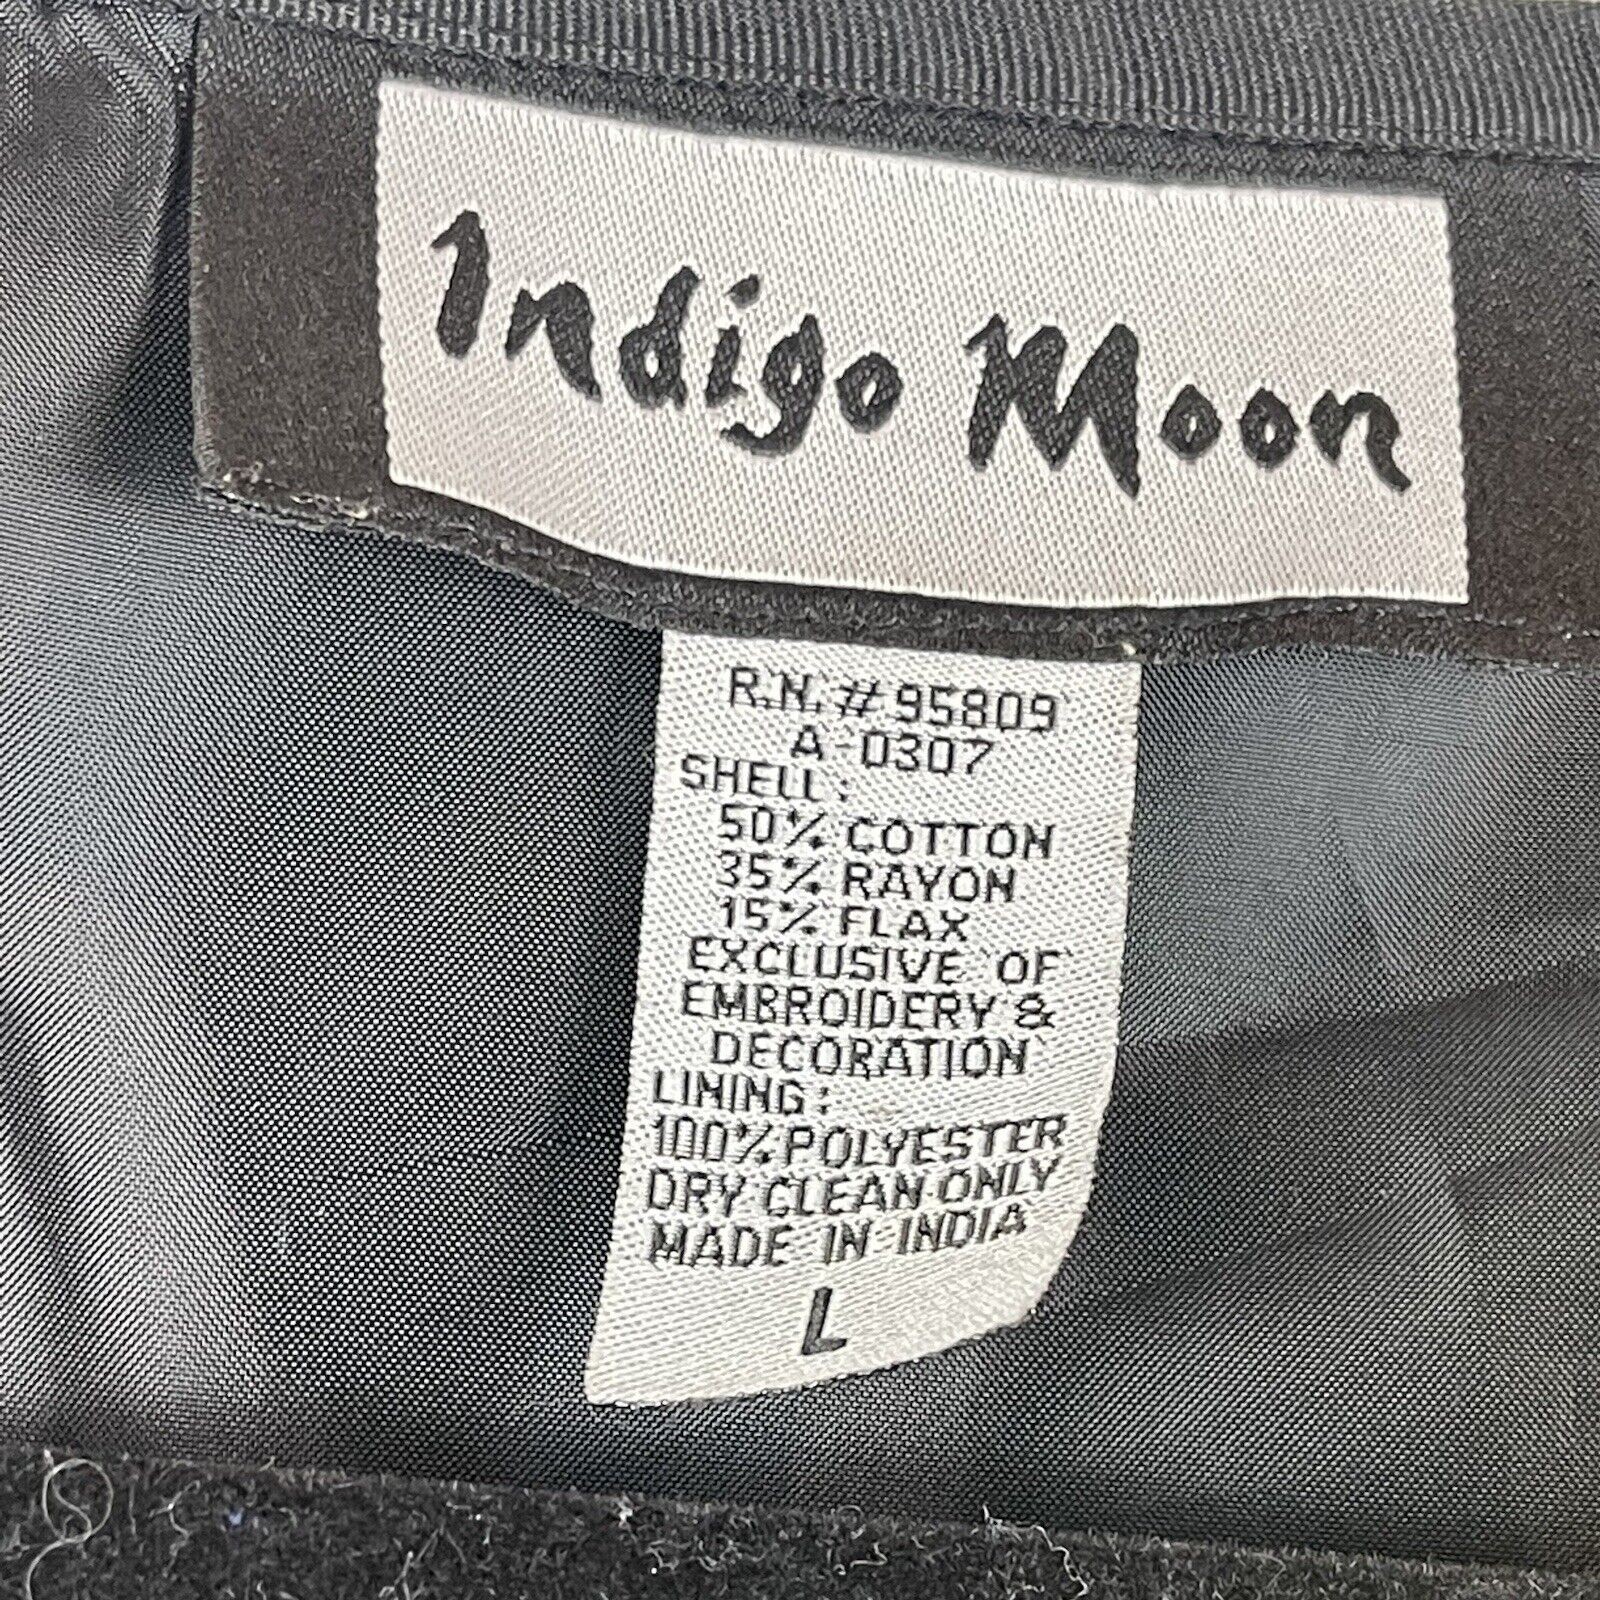 Indigo Moon
R.N.#95809
A-0307
SHELL:
50% COTTON
35% RAYON
15% FLAX
EXCLUSIVE OF
EMBROIDERY &
DECORATION
LINING:
100% POLYESTER
DRY CLEAN ONLY
MADE IN INDIA
L